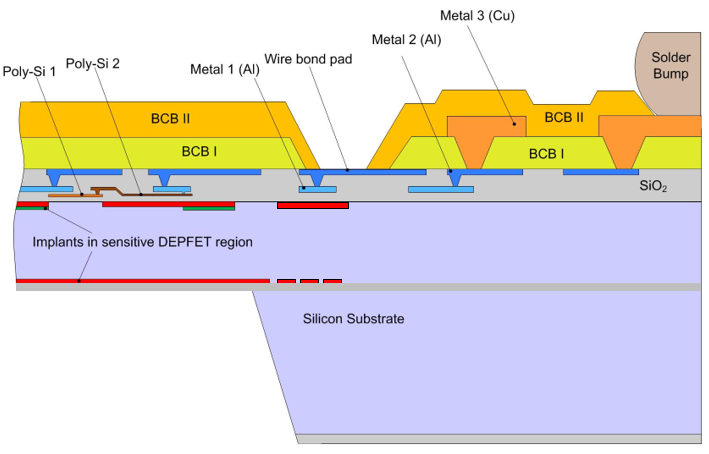 Metal 3 (Cu)
Metal 2 (Al)
Wire bond pad
Metal 1 (Al)
Poly-Si 2
Poly-Si 1
Solder
Bump
BCB II
BCB II
BCB I
BCB I
SiO2
Implants in sensitive DEPFET region
Silicon Substrate